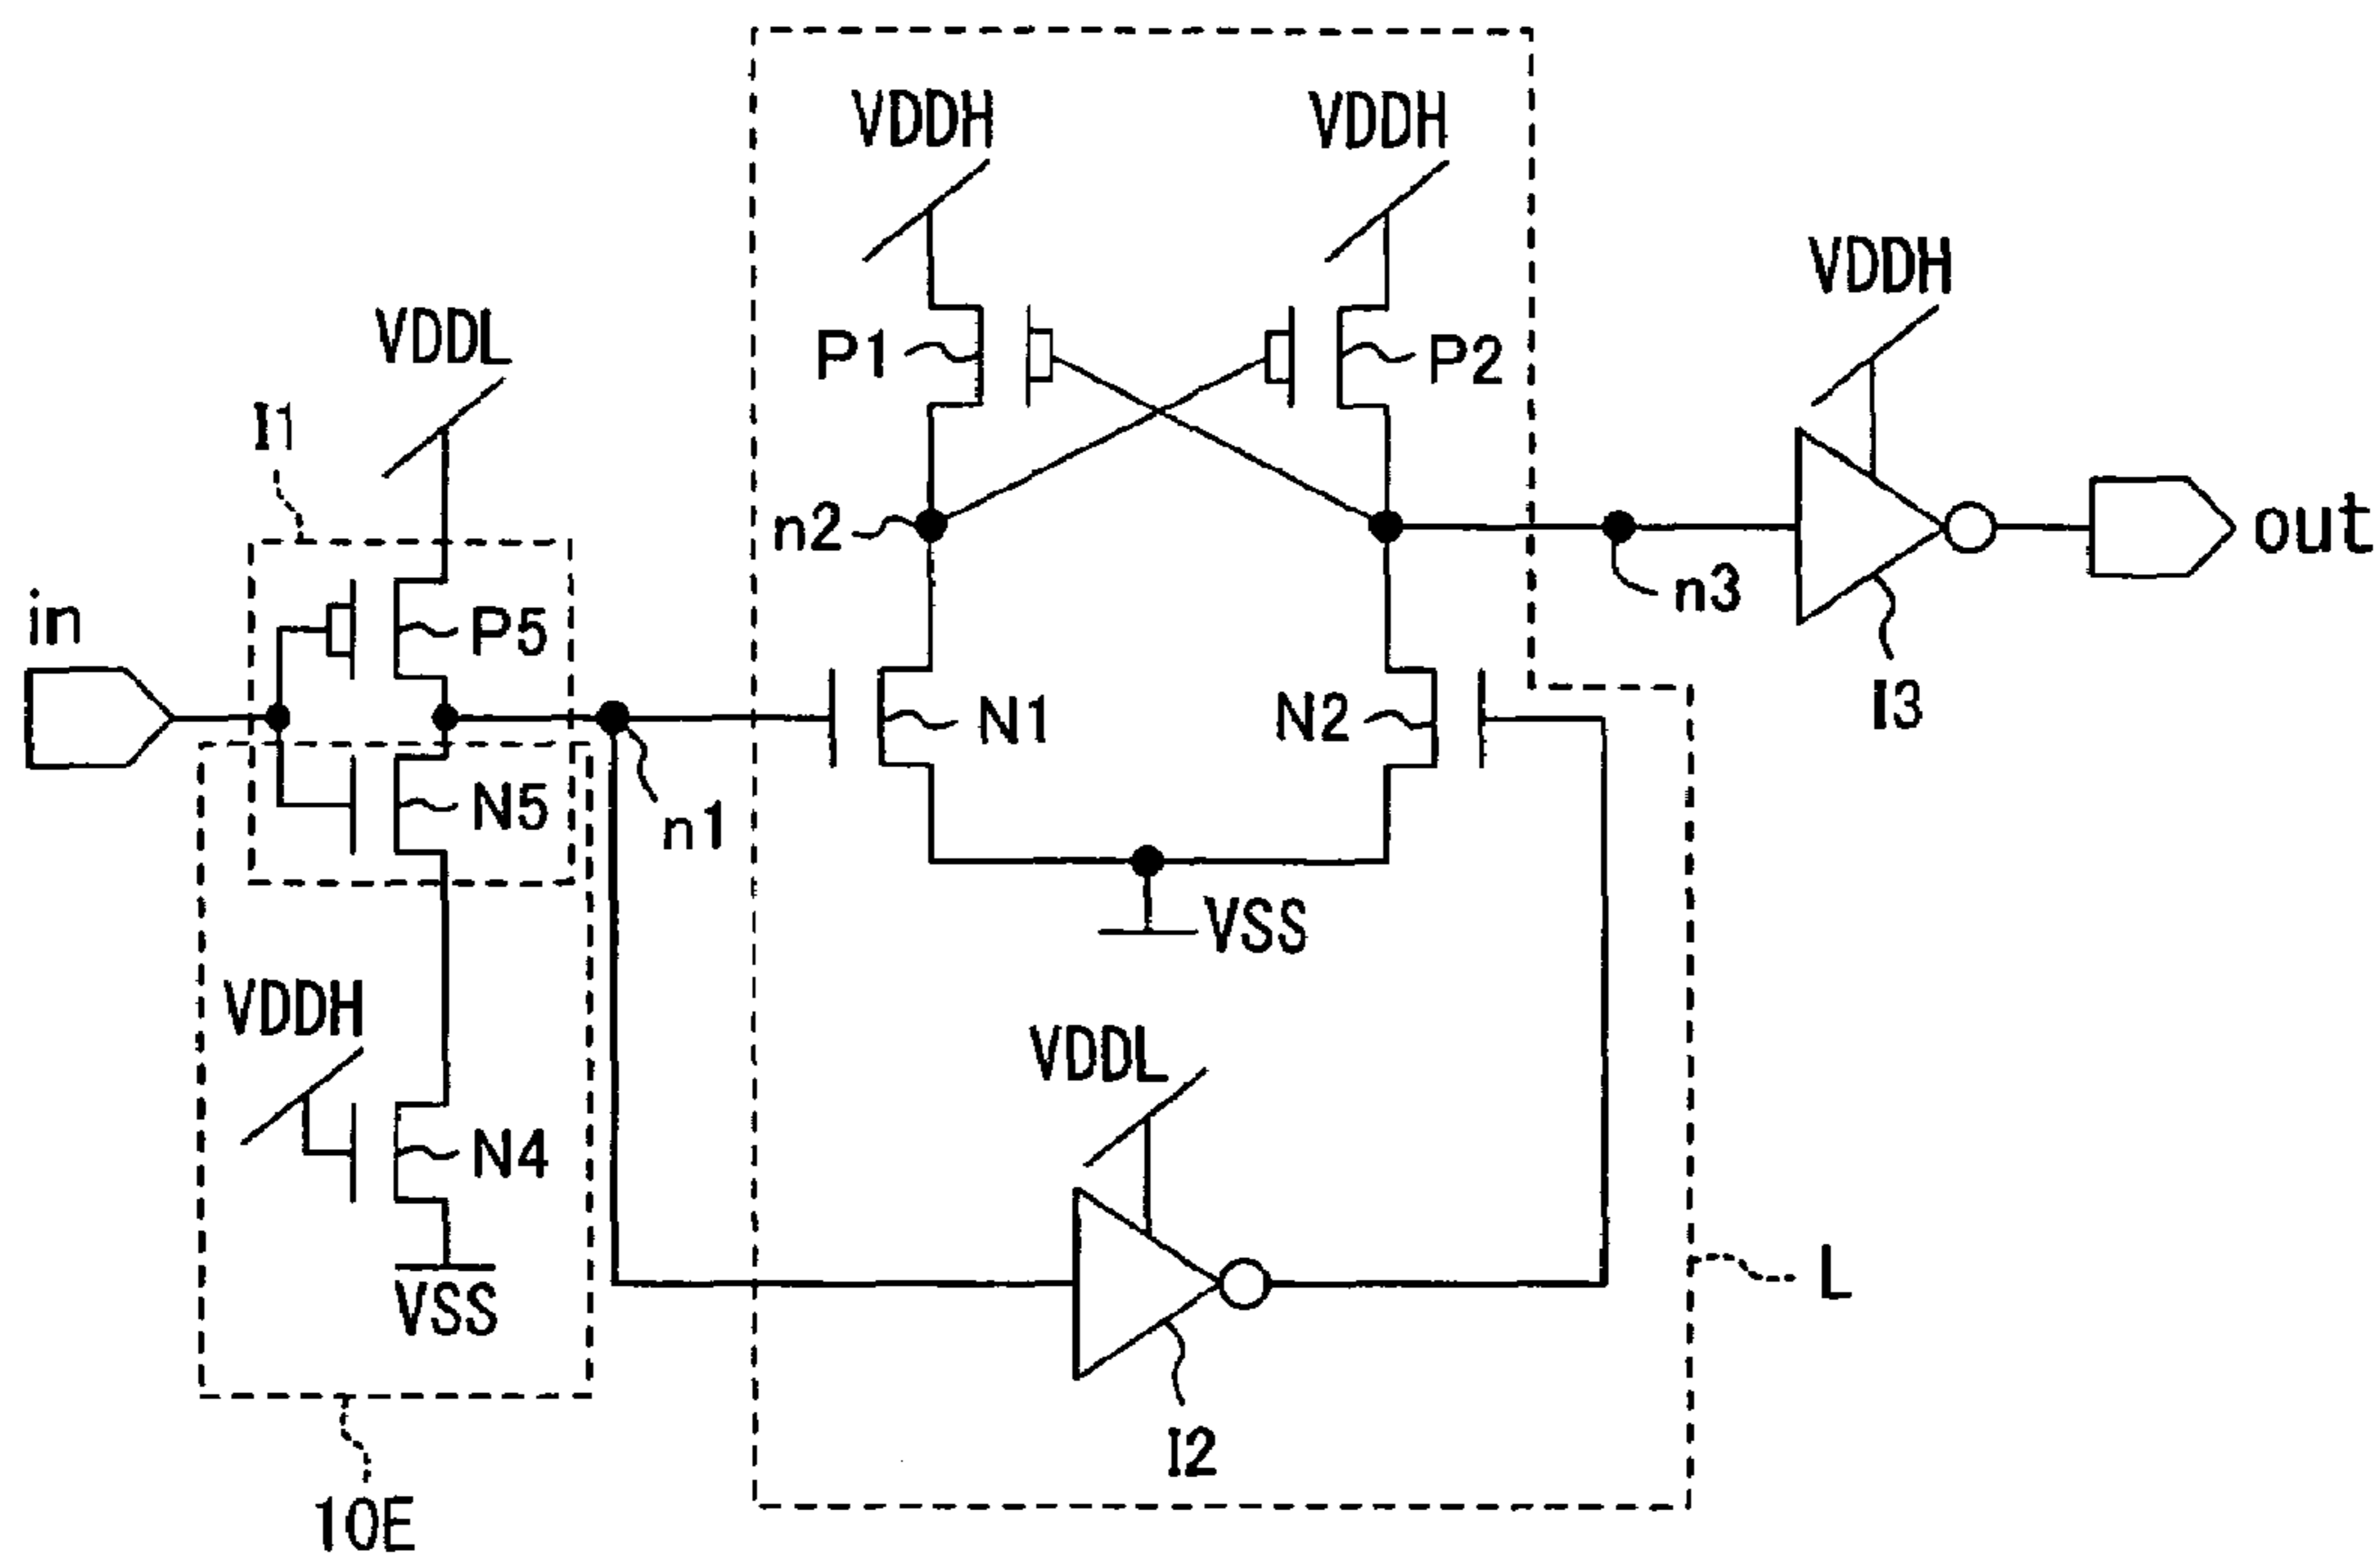 VDDH
VDDH
VDDH
VDDL
P1
P2
I1
n2
out
n3
in
P5
I3
N1
N2
N5
n1
VSS
VDDH
VDDL
N4
L
VSS
I2
10E